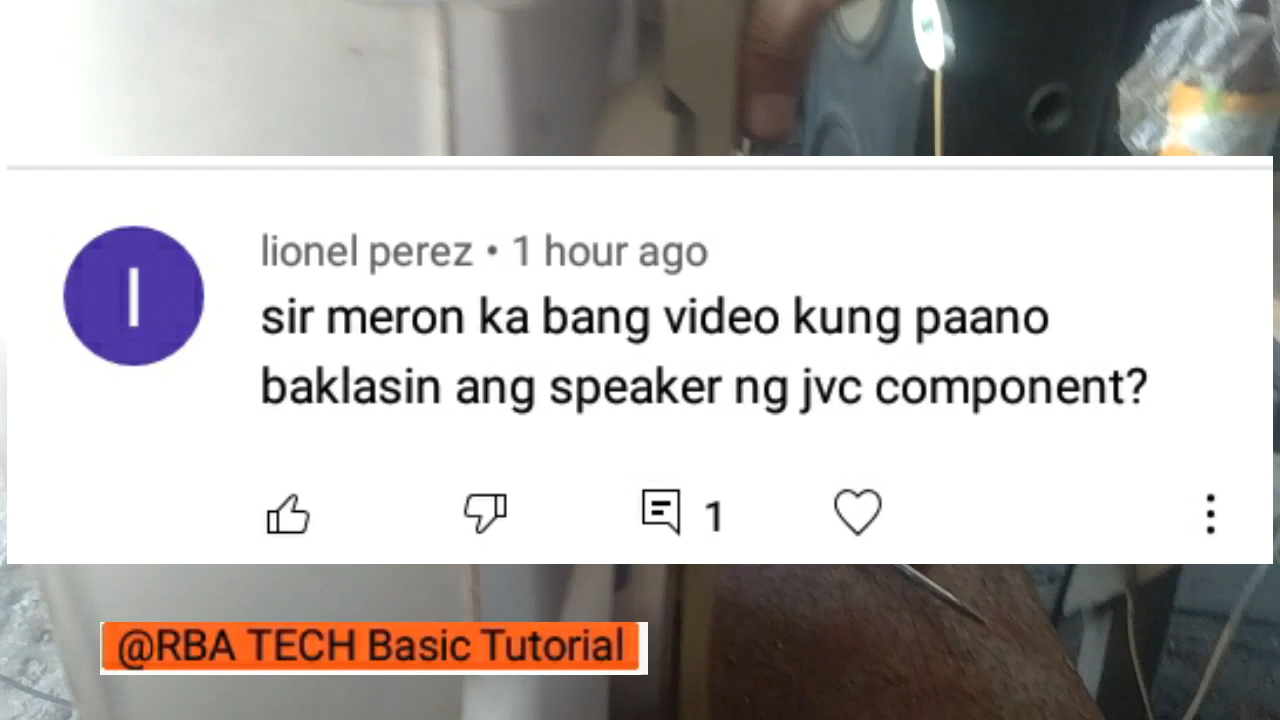 l
lionel perez • 1 hour ago
sir meron ka bang video kung paano
baklasin ang speaker ng jvc component?
1
@RBA TECH Basic Tutorial